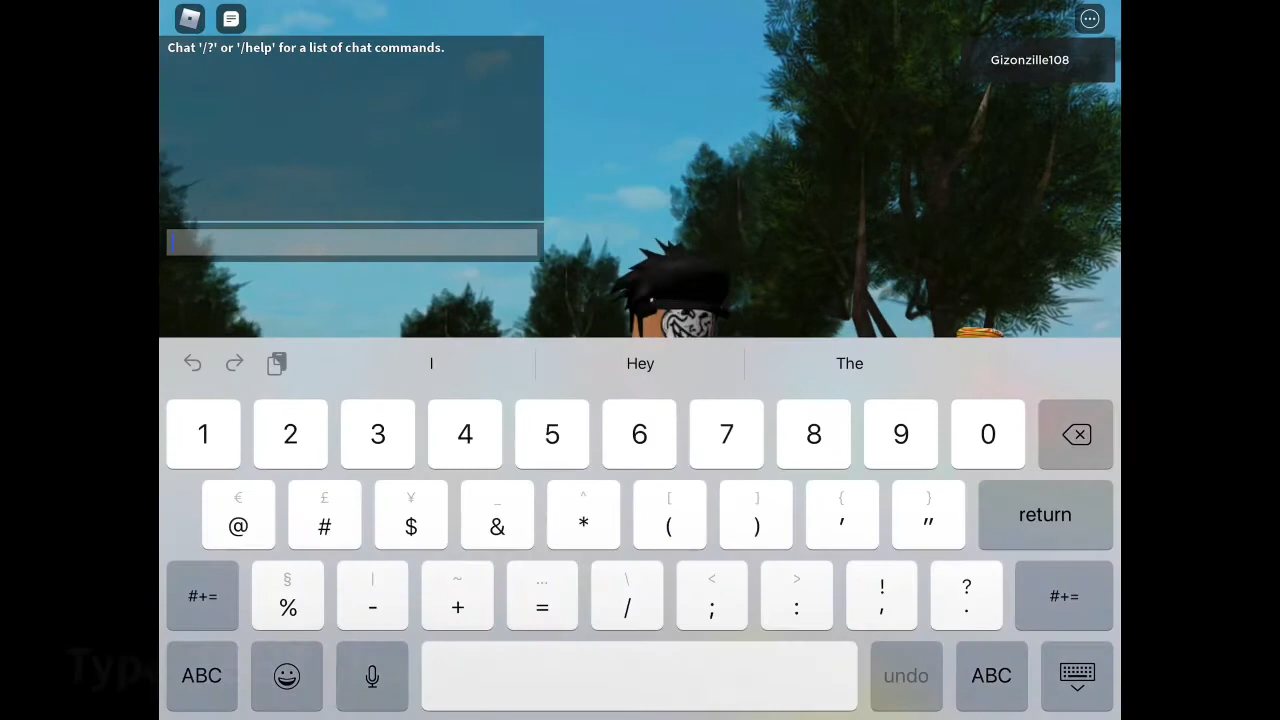 Chat '/?' or '/help' for a list of chat commands.
Gizonzille108
I Hey The
1 2 3 4 5 6 7 8 9 0
€ £ ¥ _ ^ [ ] { }
@ # $ & * ( ) ' " return
§ | ~ … \ < > ! ?
#+= % - + = / ; : , . #+=
ABC undo ABC